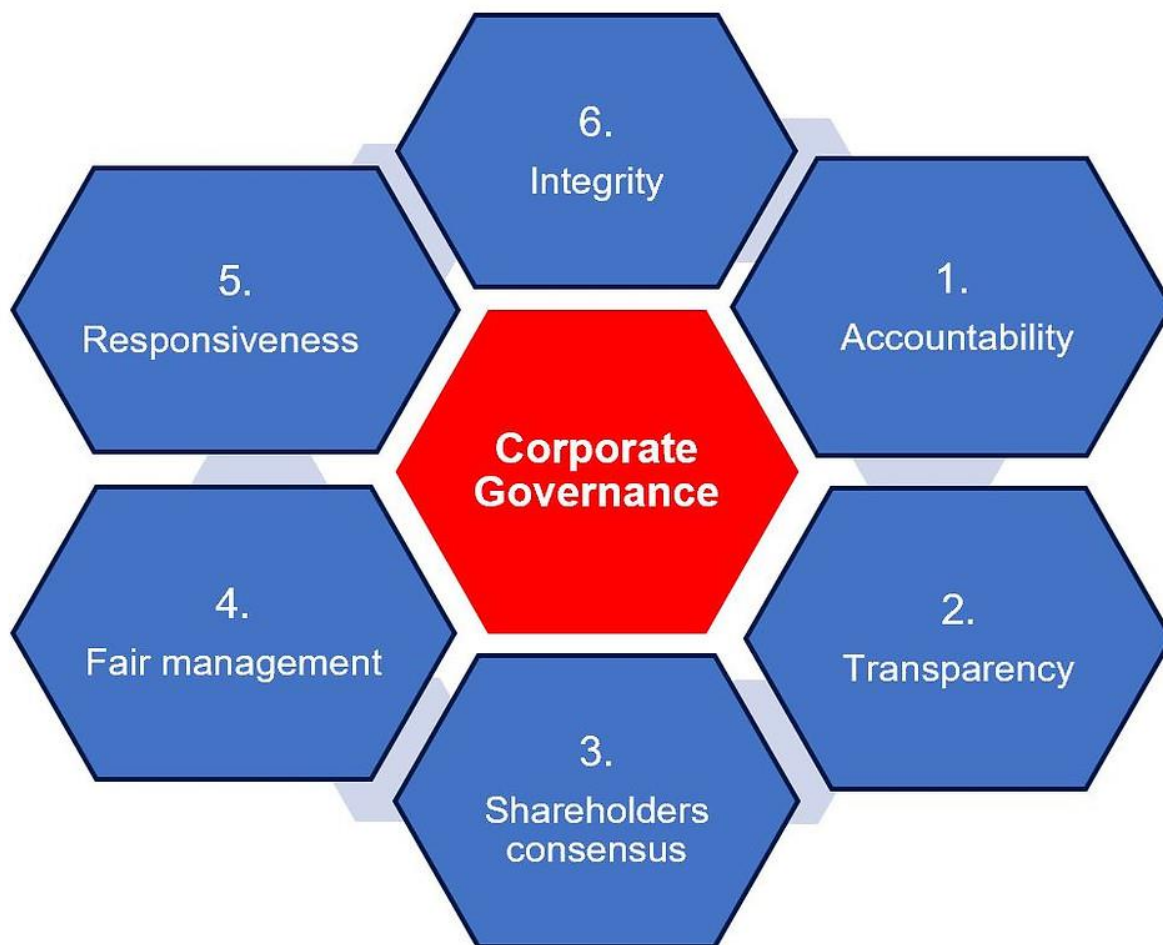 6.
Integrity
5.
Responsiveness
1.
Accountability
Corporate
Governance
4.
Fair management
2.
Transparency
3.
Shareholders
consensus